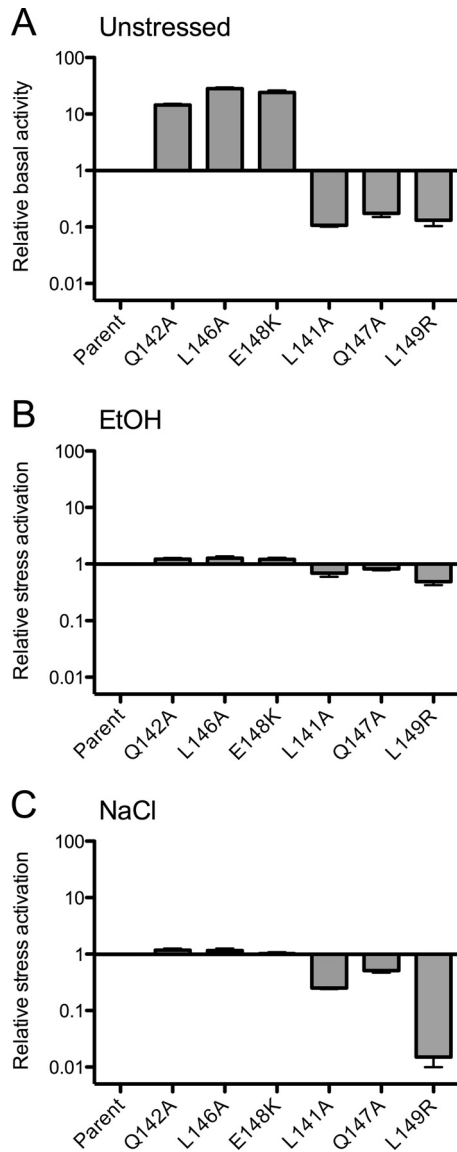 A Unstressed
Relative basal activity
100
10
1
0.1
0.01
Parent
Q142A
L146A
E148K
L141A
Q147A
L149R
B EtOH
Relative stress activation
100
10
1
0.1
0.01
Parent
Q142A
L146A
E148K
L141A
Q147A
L149R
C NaCl
Relative stress activation
100
10
1
0.1
0.01
Parent
Q142A
L146A
E148K
L141A
Q147A
L149R